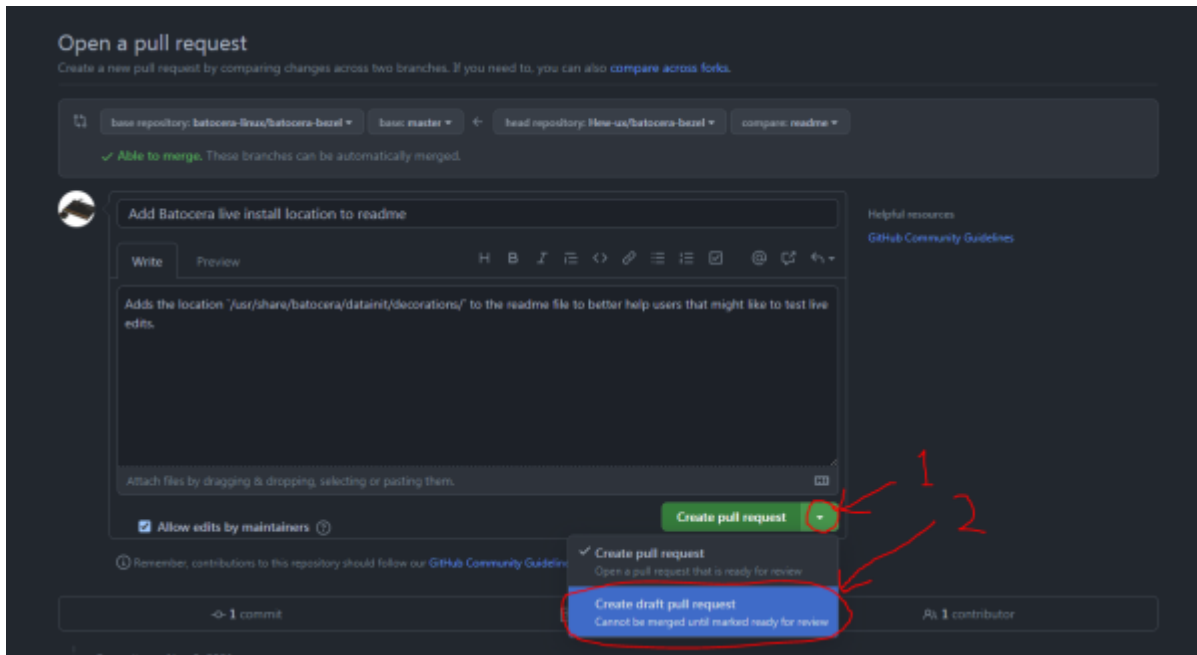 Open a pull request
Create a new pull request by comparing changes across two branches. If you need to, you can also compare across forks.
base repository: batocera-linux/batocera-bezel
base: master
head repository: New-ux/batocera-bezel
compare: readme
Able to merge. These branches can be automatically merged.
Add Batocera live install location to readme
Helpful resources
GitHub Community Guidelines
Write
Preview
Adds the location `/usr/share/batocera/datainit/decorations/` to the readme file to better help users that might like to test live
edits.
Attach files by dragging & dropping, selecting or pasting them.
1
Create pull request
2
Allow edits by maintainers
Create pull request
Open a pull request that is ready for review
Remember, contributions to this repository should follow our GitHub Community Guideline
Create draft pull request
Cannot be merged until marked ready for review
1 commit
1 contributor